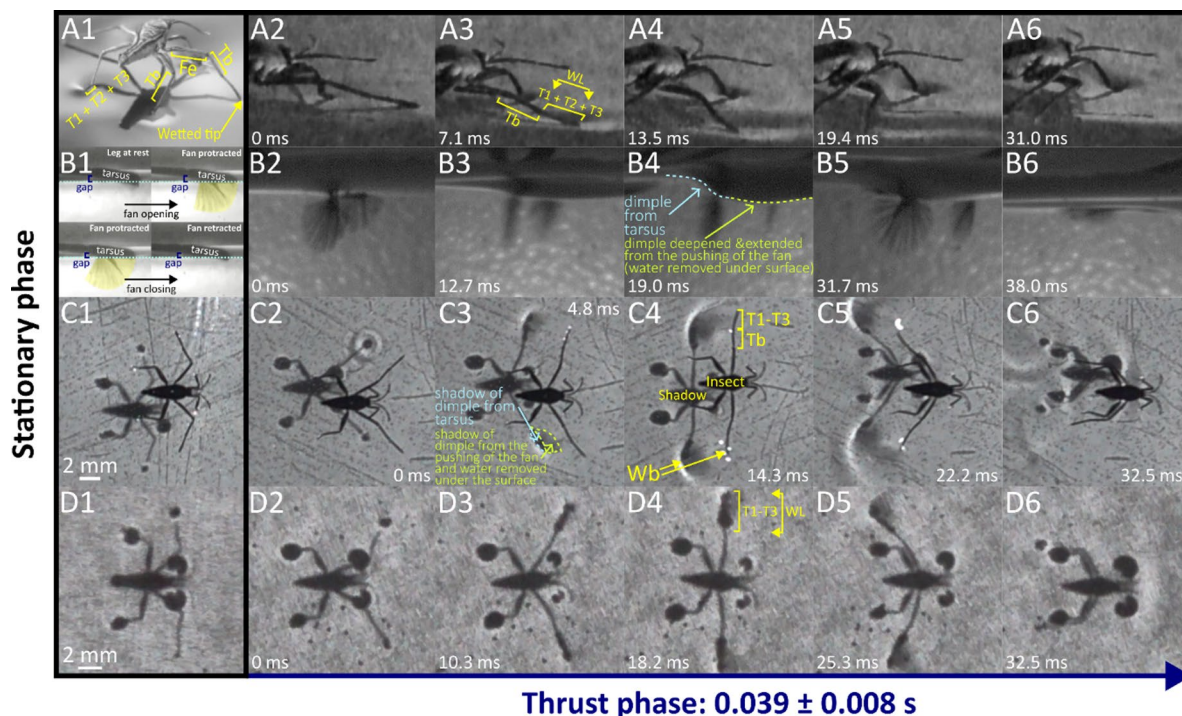 Stationary phase
A1
T1 + T2 + T3
Tb
Fe
Tb
Wetted tip
A2
0 ms
A3
WL
T1 + T2 + T3
Tb
7.1 ms
A4
13.5 ms
A5
19.4 ms
A6
31.0 ms
B1
Leg at rest
Fan protracted
tarsus
tarsus
gap
gap
fan opening
Fan protracted
Fan retracted
tarsus
tarsus
gap
gap
fan closing
B2
0 ms
B3
12.7 ms
B4
dimple
from
tarsus
dimple deepened &extended
from the pushing of the fan
(water removed under surface)
19.0 ms
B5
31.7 ms
B6
38.0 ms
C1
2 mm
C2
0 ms
C3
4.8 ms
shadow of
dimple from
tarsus
shadow of
dimple from the
pushing of the fan
and water removed
under the surface
C4
T1-T3
Tb
Insect
Shadow
Wb
14.3 ms
C5
22.2 ms
C6
32.5 ms
D1
2 mm
D2
0 ms
D3
10.3 ms
D4
T1-T3
WL
18.2 ms
D5
25.3 ms
D6
32.5 ms
Thrust phase: 0.039 ± 0.008 s